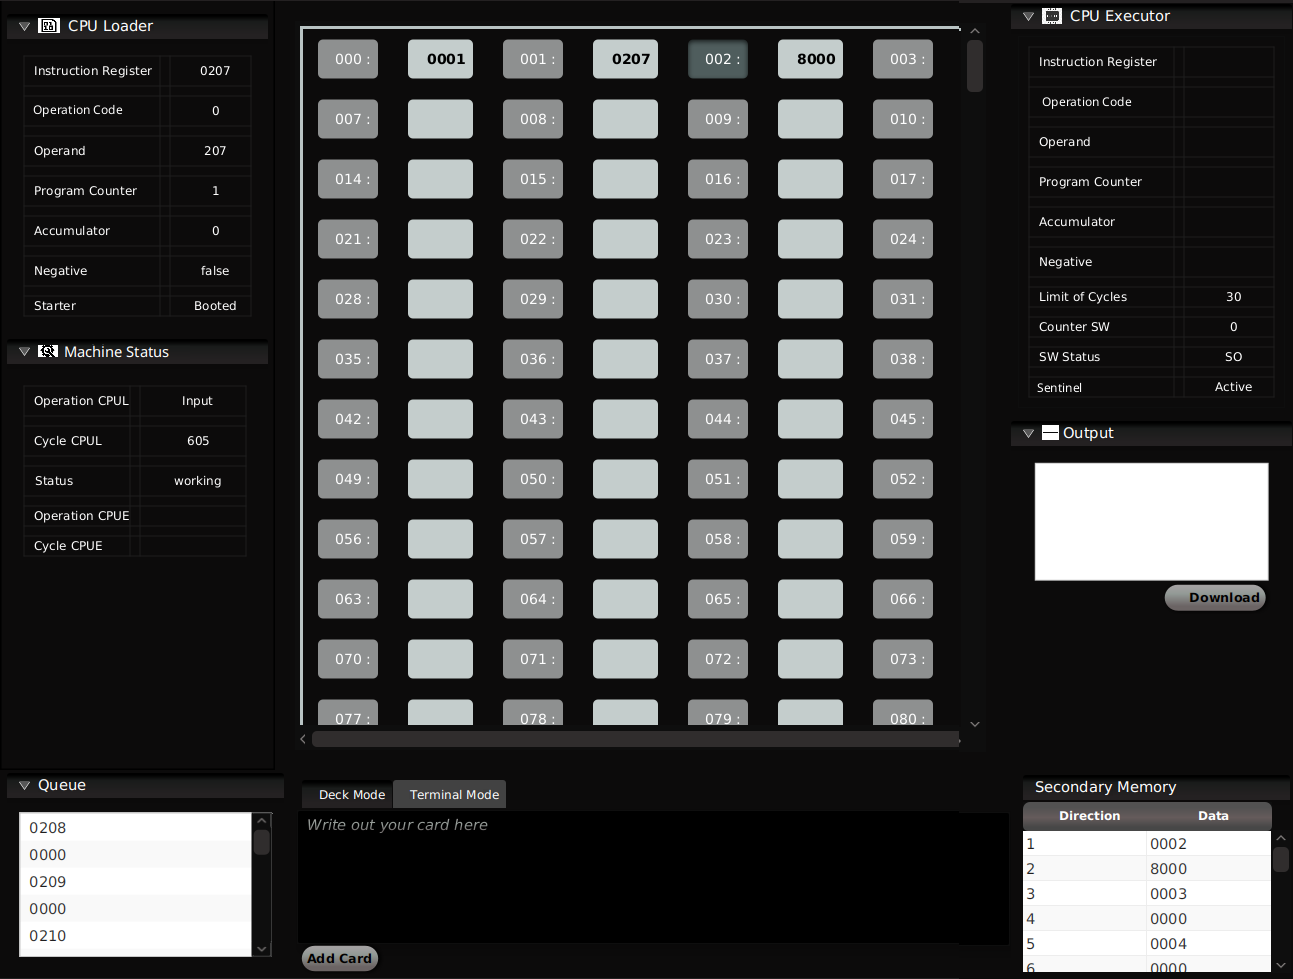 CPU Loader
Instruction Register 0207
Operation Code 0
Operand 207
Program Counter 1
Accumulator 0
Negative false
Starter Booted
Machine Status
Operation CPUL Input
Cycle CPUL 605
Status working
Operation CPUE
Cycle CPUE
000 : 0001 001 : 0207 002 : 8000 003 :
007 : 008 : 009 : 010 :
014 : 015 : 016 : 017 :
021 : 022 : 023 : 024 :
028 : 029 : 030 : 031 :
035 : 036 : 037 : 038 :
042 : 043 : 044 : 045 :
049 : 050 : 051 : 052 :
056 : 057 : 058 : 059 :
063 : 064 : 065 : 066 :
070 : 071 : 072 : 073 :
077 : 078 : 079 : 080 :
CPU Executor
Instruction Register
Operation Code
Operand
Program Counter
Accumulator
Negative
Limit of Cycles 30
Counter SW 0
SW Status SO
Sentinel Active
Output
Download
Queue
0208
0000
0209
0000
0210
Deck Mode Terminal Mode
Write out your card here
Add Card
Secondary Memory
Direction Data
1 0002
2 8000
3 0003
4 0000
5 0004
6 0000